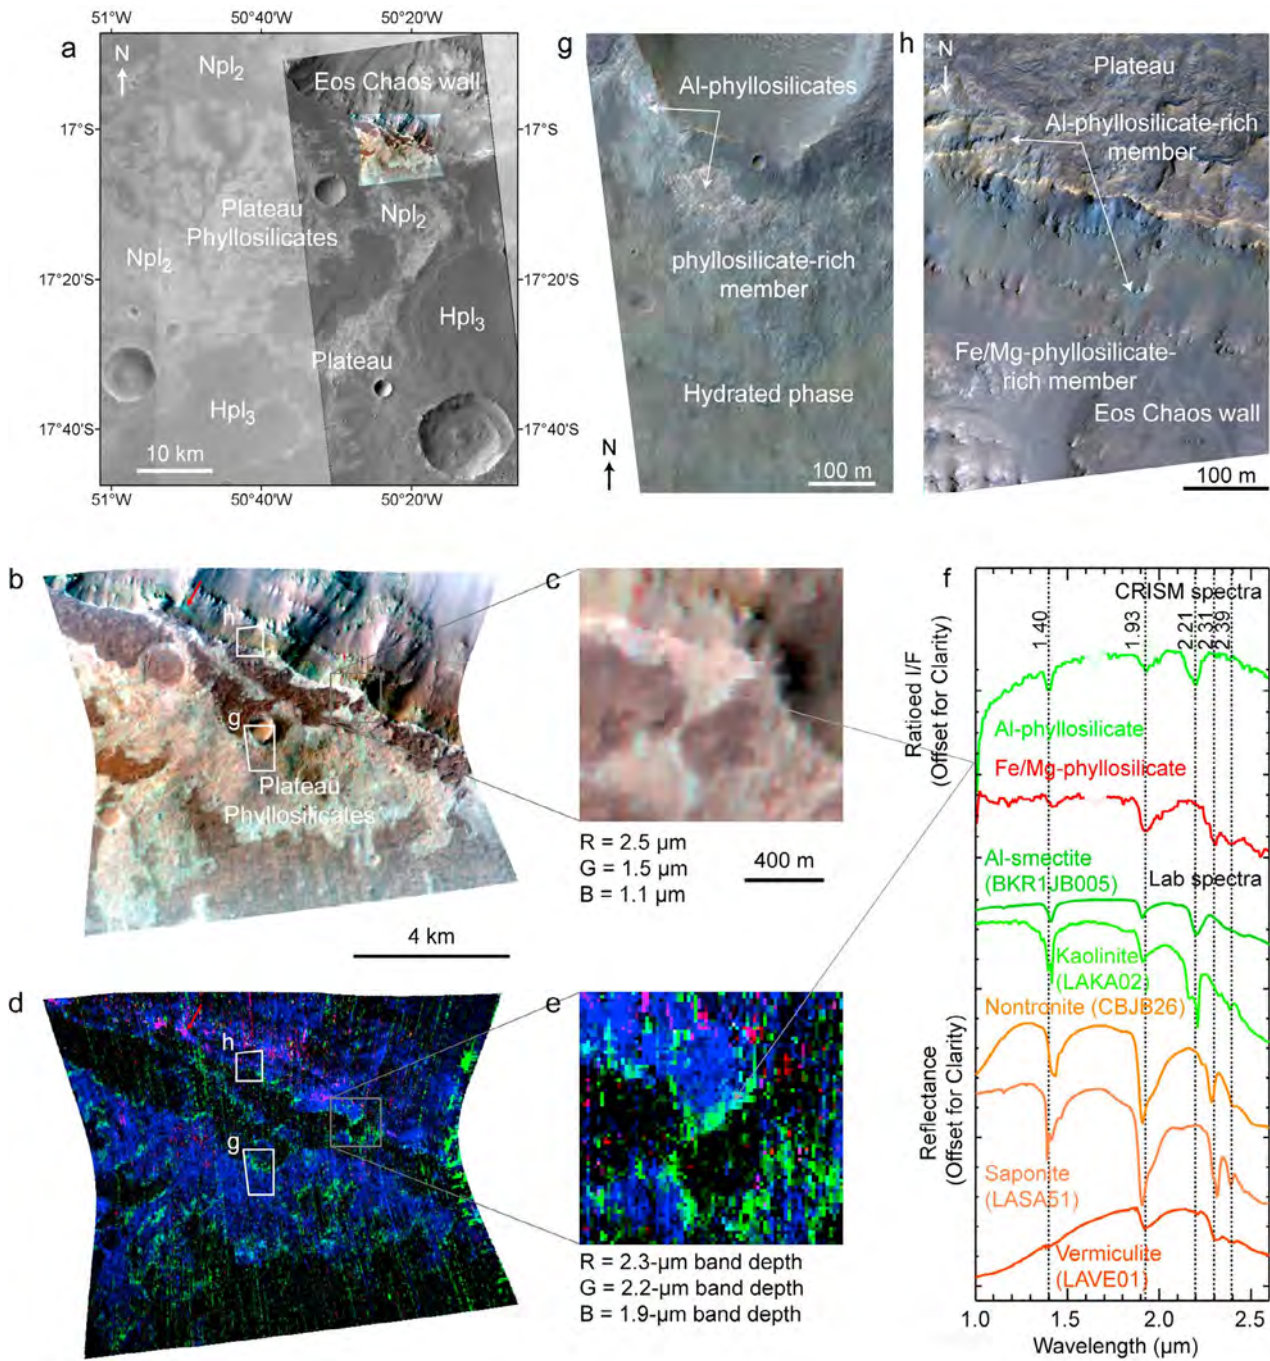 a
51°W
50°40'W
50°20'W
N
Npl2
Eos Chaos wall
17°S
17°S
Plateau
Phyllosilicates
Npl2
Npl2
17°20'S
17°20'S
Hpl3
Plateau
Hpl3
17°40'S
17°40'S
10 km
51°W
50°40'W
50°20'W
g
Al-phyllosilicates
phyllosilicate-rich
member
Hydrated phase
N
100 m
h
N
Plateau
Al-phyllosilicate-rich
member
Fe/Mg-phyllosilicate-
rich member
Eos Chaos wall
100 m
b
h
g
Plateau
Phyllosilicates
4 km
c
R = 2.5 μm
G = 1.5 μm
B = 1.1 μm
400 m
d
h
g
e
R = 2.3-μm band depth
G = 2.2-μm band depth
B = 1.9-μm band depth
f
CRISM spectra
1.40
1.93
2.21
2.31
2.39
Ratioed I/F
(Offset for Clarity)
Al-phyllosilicate
Fe/Mg-phyllosilicate
Al-smectite
(BKR1JB005)
Lab spectra
Kaolinite
(LAKA02)
Nontronite (CBJB26)
Reflectance
(Offset for Clarity)
Saponite
(LASA51)
Vermiculite
(LAVE01)
1.0
1.5
2.0
2.5
Wavelength (μm)